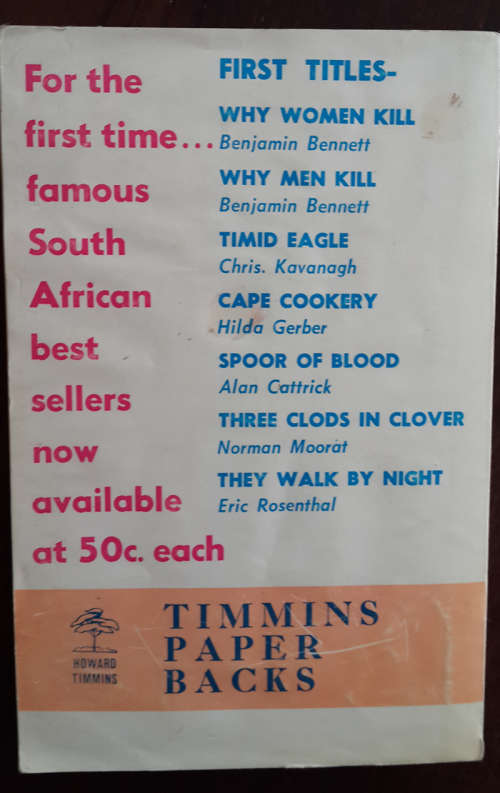 For the
first time...
famous
South
African
best
sellers
now
available
at 50c. each
FIRST TITLES-
WHY WOMEN KILL
Benjamin Bennett
WHY MEN KILL
Benjamin Bennett
TIMID EAGLE
Chris. Kavanagh
CAPE COOKERY
Hilda Gerber
SPOOR OF BLOOD
Alan Cattrick
THREE CLODS IN CLOVER
Norman Moorat
THEY WALK BY NIGHT
Eric Rosenthal
HOWARD
TIMMINS
TIMMINS
PAPER
BACKS